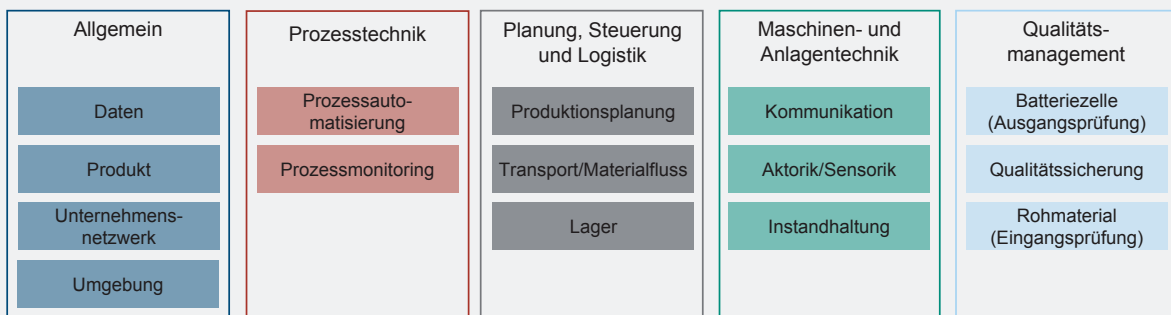 Allgemein
Daten
Produkt
Unternehmens-
netzwerk
Umgebung
Prozesstechnik
Prozessauto-
matisierung
Prozessmonitoring
Planung, Steuerung
und Logistik
Produktionsplanung
Transport/Materialfluss
Lager
Maschinen- und
Anlagentechnik
Kommunikation
Aktorik/Sensorik
Instandhaltung
Qualitäts-
management
Batteriezelle
(Ausgangsprüfung)
Qualitätssicherung
Rohmaterial
(Eingangsprüfung)